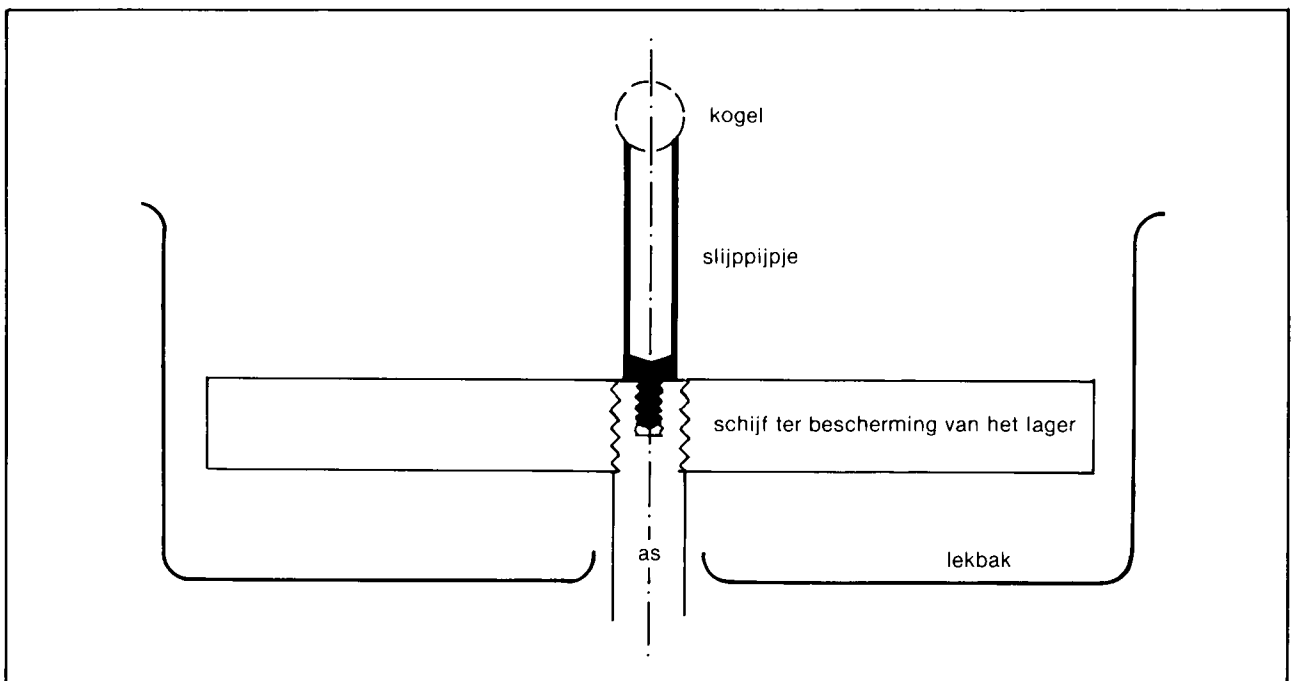 kogel
slijppijpje
schijf ter bescherming van het lager
as
lekbak